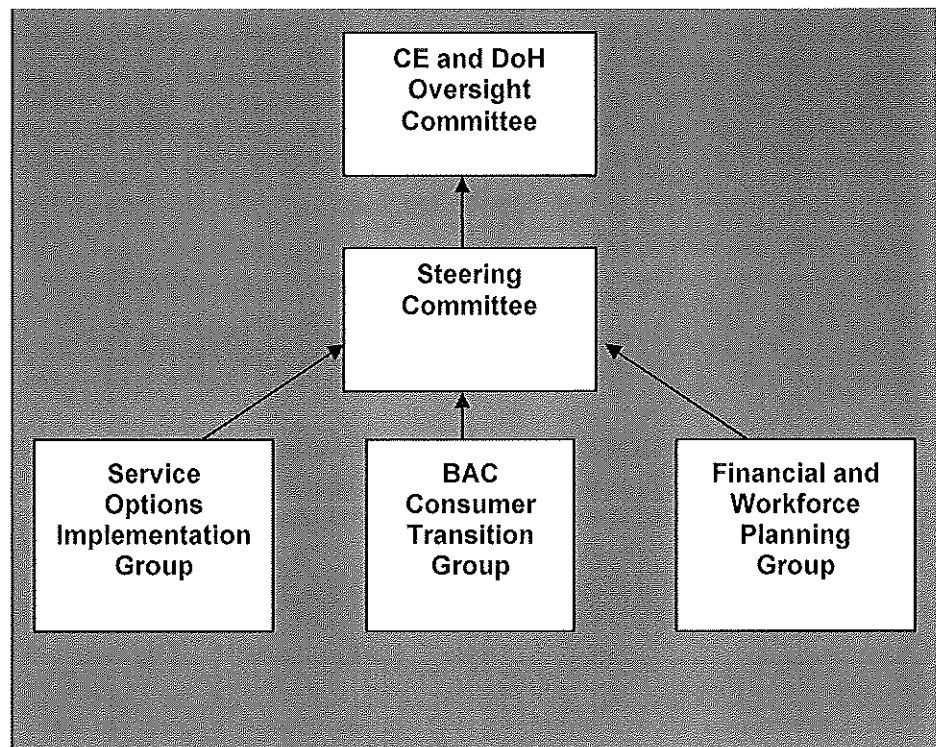 CE and DoH
Oversight
Committee
Steering
Committee
Service
Options
Implementation
Group
BAC
Consumer
Transition
Group
Financial and
Workforce
Planning
Group